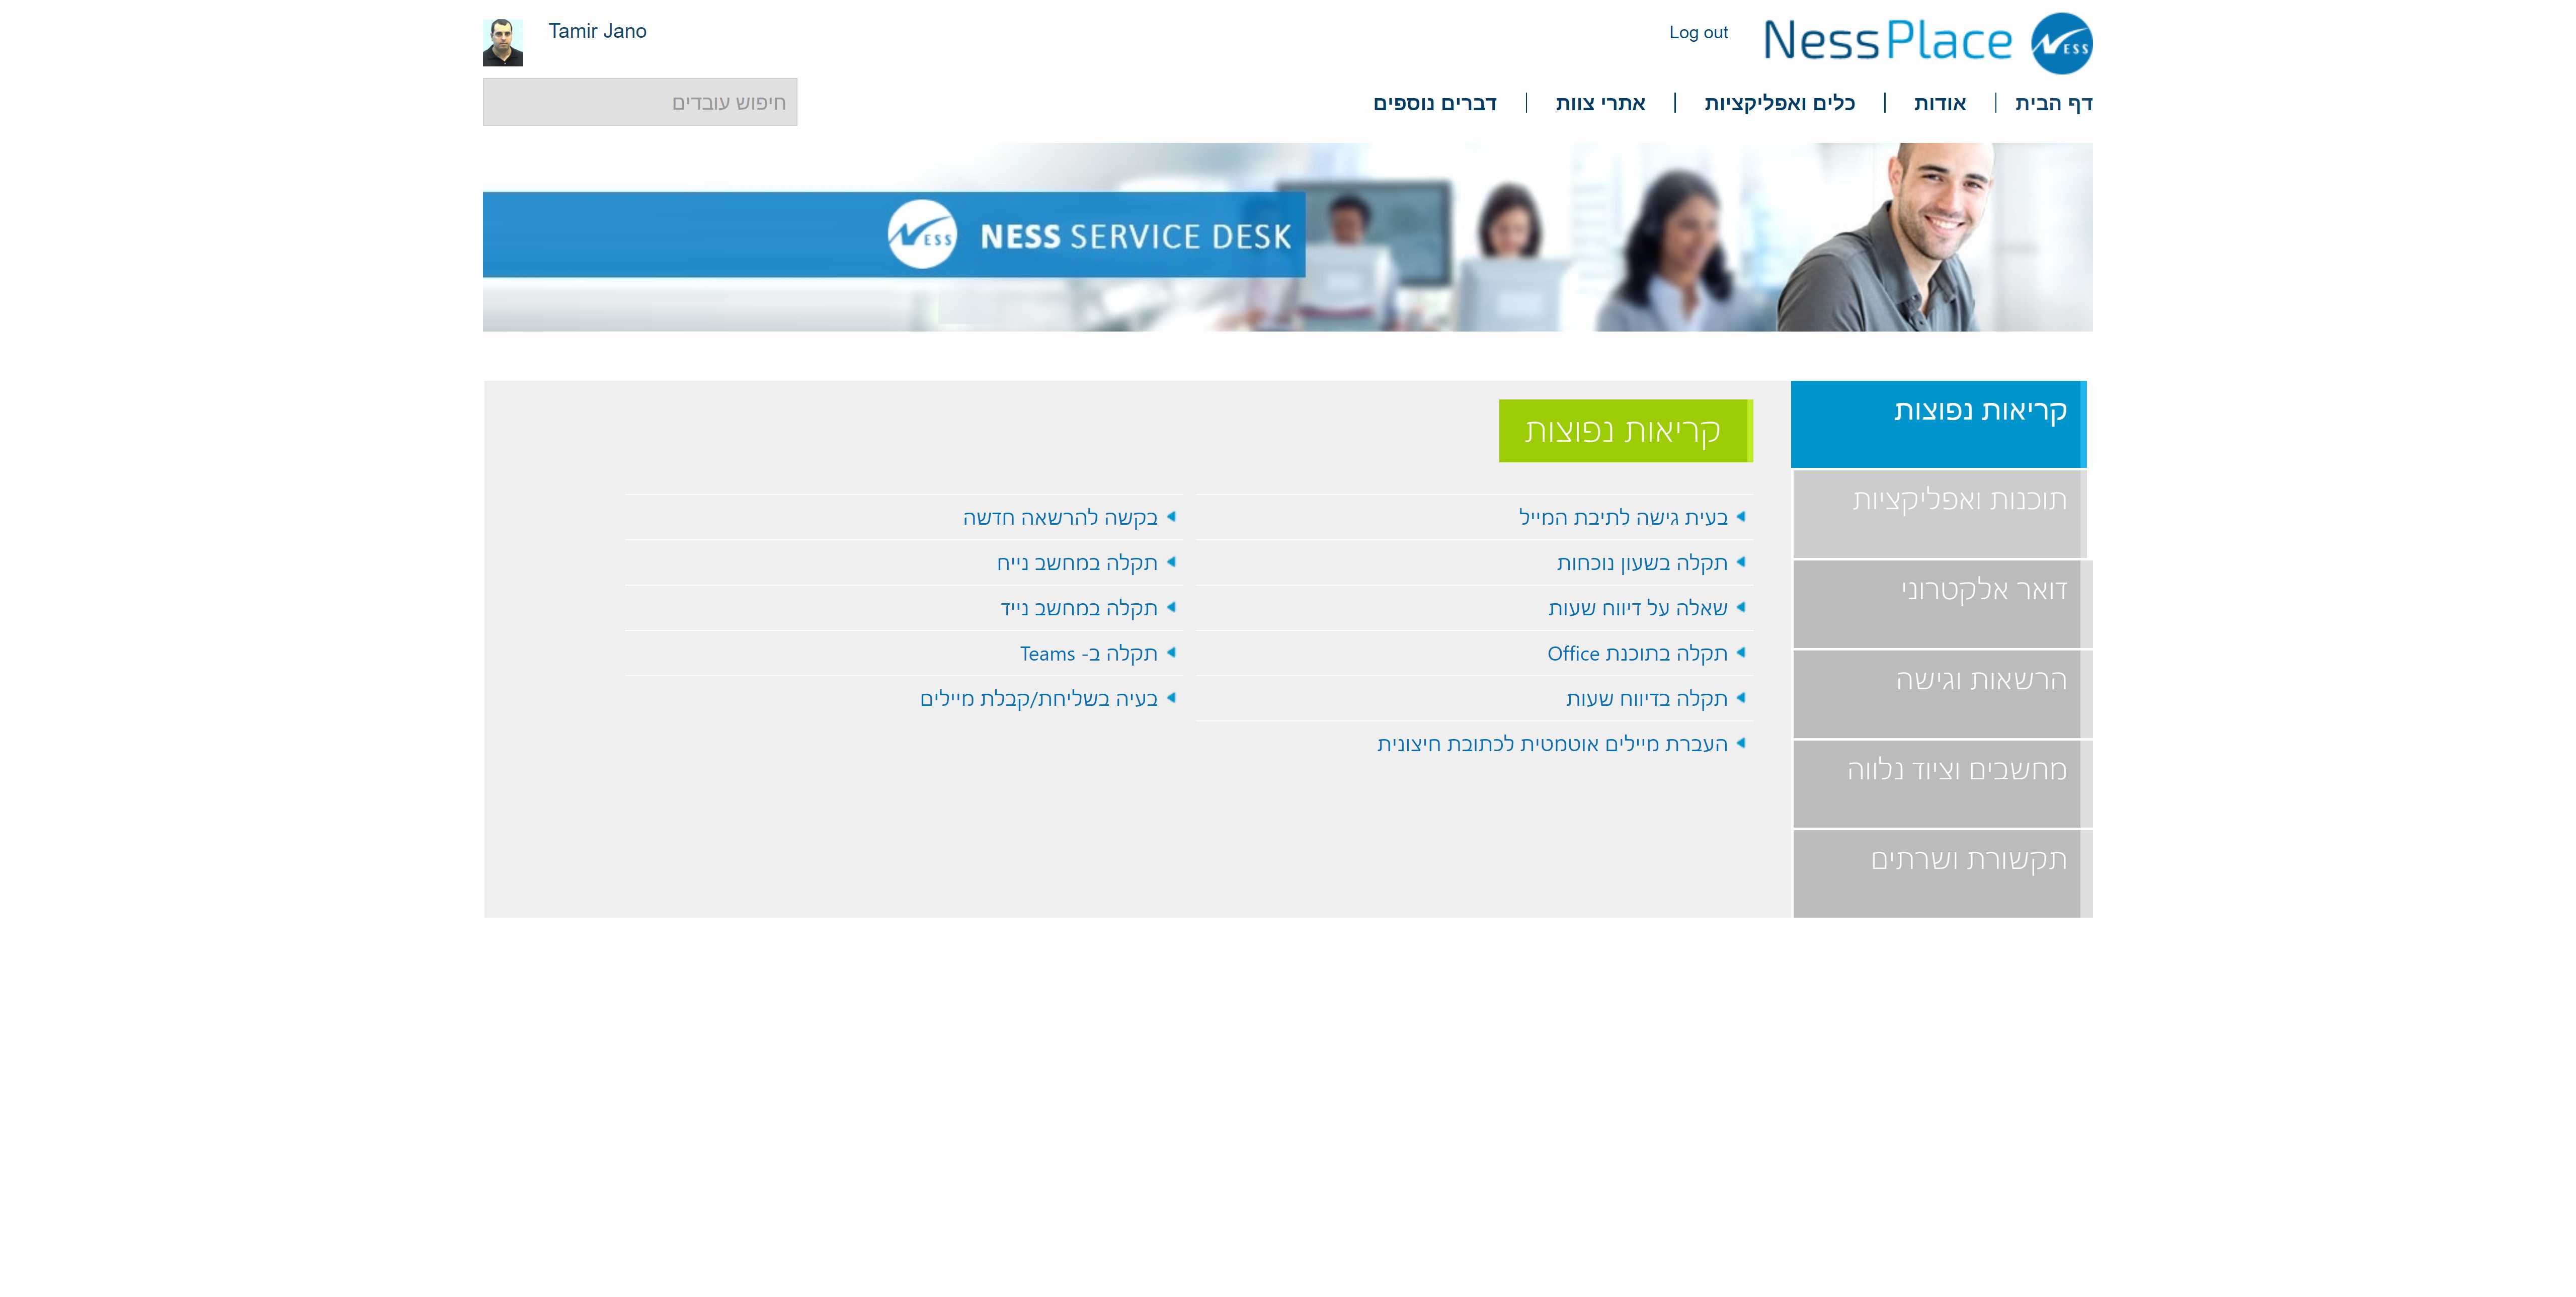 Tamir Jano
Log out
NessPlace
NESS
דף הבית
אודות
כלים ואפליקציות
אתרי צוות
דברים נוספים
חיפוש עובדים
NESS
NESS SERVICE DESK
קריאות נפוצות
תוכנות ואפליקציות
דואר אלקטרוני
הרשאות וגישה
מחשבים וציוד נלווה
תקשורת ושרתים
קריאות נפוצות
בעית גישה לתיבת המייל
תקלה בשעון נוכחות
שאלה על דיווח שעות
תקלה בתוכנת Office
תקלה בדיווח שעות
העברת מיילים אוטמטית לכתובת חיצונית
בקשה להרשאה חדשה
תקלה במחשב נייח
תקלה במחשב נייד
תקלה ב- Teams
בעיה בשליחת/קבלת מיילים